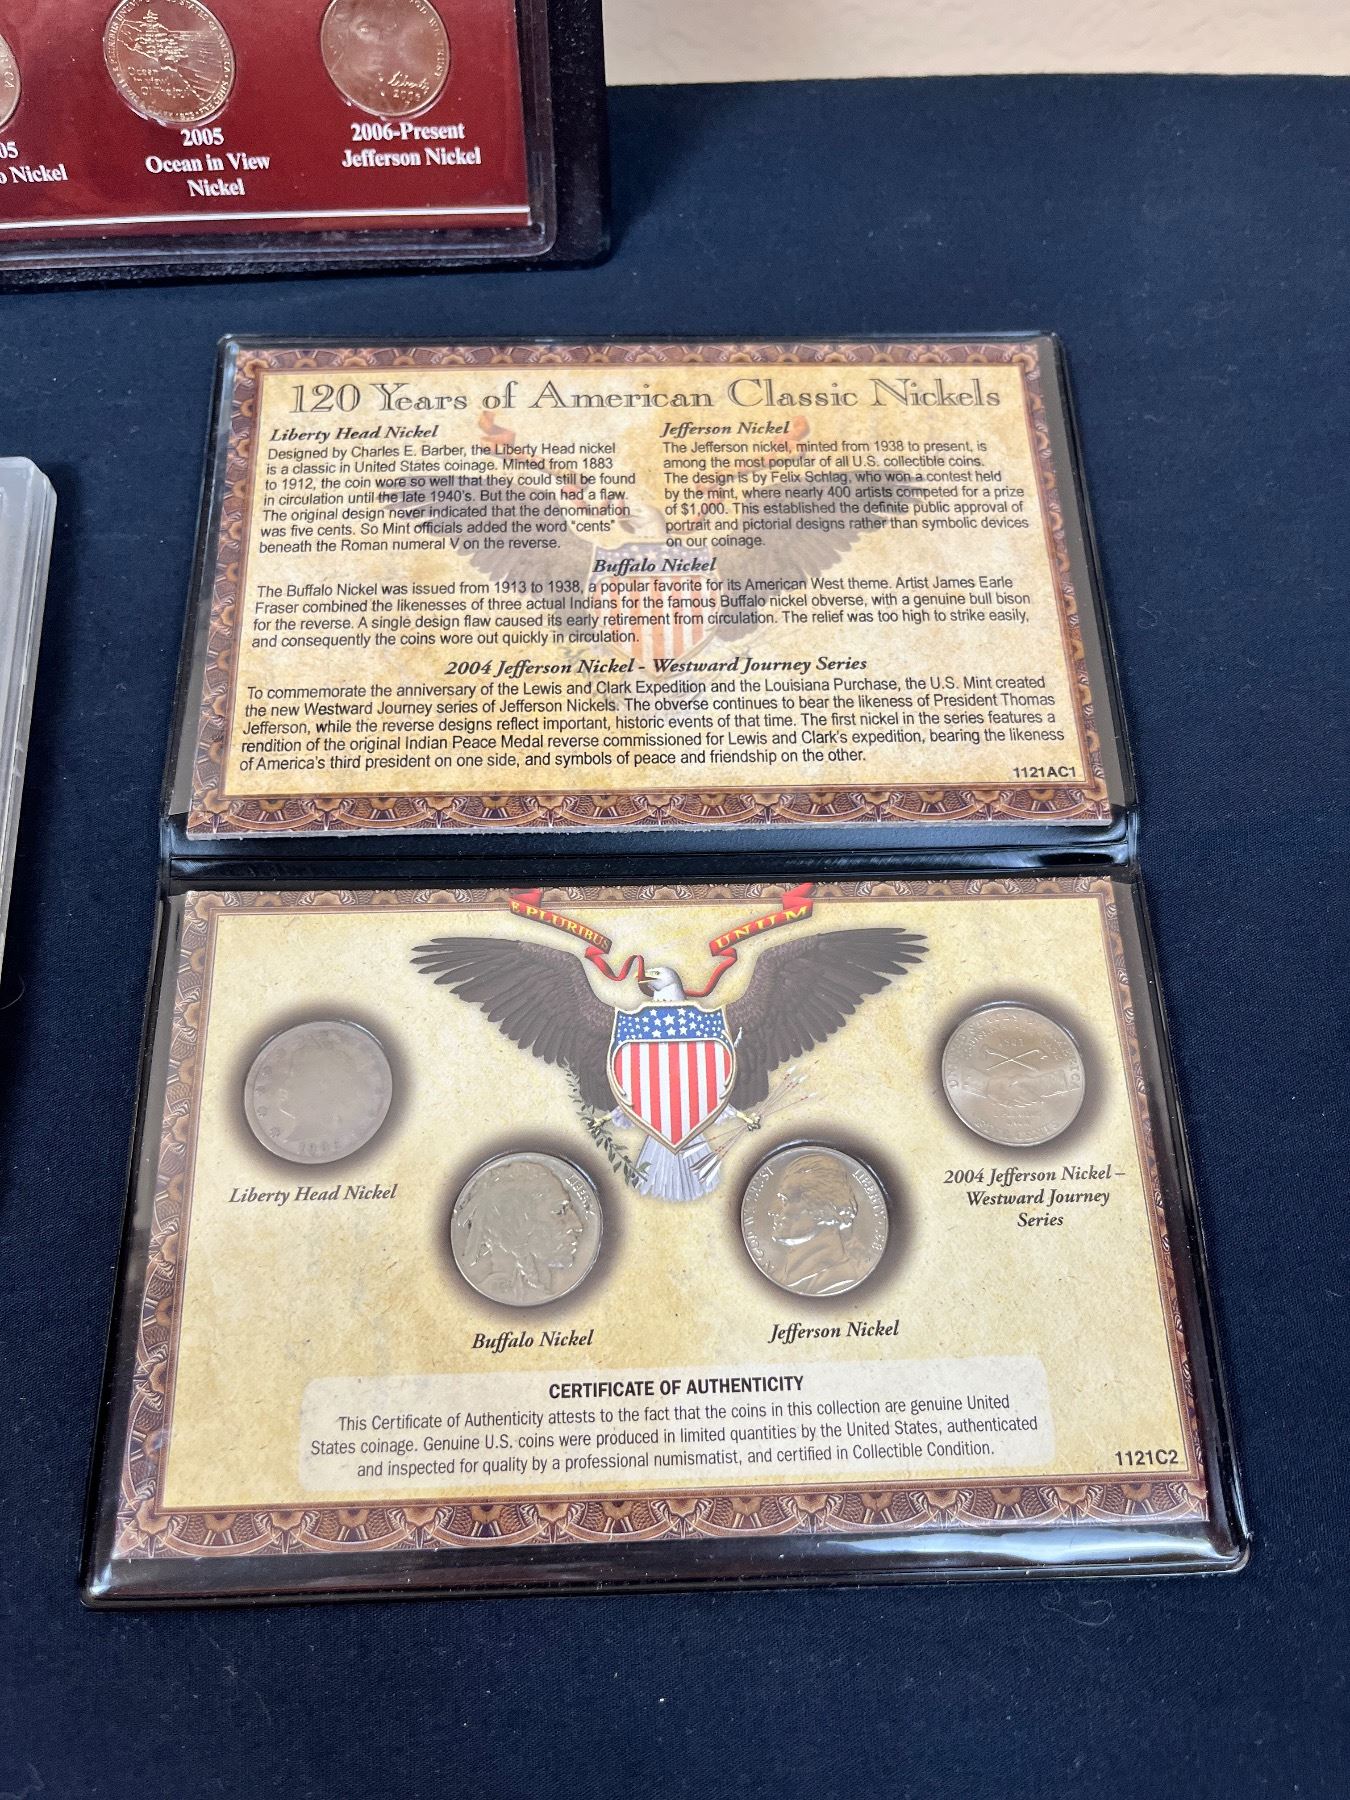 2005
Ocean in View
Nickel
2006-Present
Jefferson Nickel
05
Nickel
Liberty
120 Years of American Classic Nickels
Liberty Head Nickel
Designed by Charles E. Barber, the Liberty Head nickel
is a classic in United States coinage. Minted from 1883
to 1912, the coin wore so well that they could still be found
in circulation until the late 1940's. But the coin had a flaw.
The original design never indicated that the denomination
was five cents. So Mint officials added the word "cents"
beneath the Roman numeral V on the reverse.
Jefferson Nickel
The Jefferson nickel, minted from 1938 to present, is
among the most popular of all U.S. collectible coins.
The design is by Felix Schlag, who won a contest held
by the mint, where nearly 400 artists competed for a prize
of $1,000. This established the definite public approval of
portrait and pictorial designs rather than symbolic devices
on our coinage.
Buffalo Nickel
The Buffalo Nickel was issued from 1913 to 1938, a popular favorite for its American West theme. Artist James Earle
Fraser combined the likenesses of three actual Indians for the famous Buffalo nickel obverse, with a genuine bull bison
for the reverse. A single design flaw caused its early retirement from circulation. The relief was too high to strike easily,
and consequently the coins wore out quickly in circulation.
2004 Jefferson Nickel - Westward Journey Series
To commemorate the anniversary of the Lewis and Clark Expedition and the Louisiana Purchase, the U.S. Mint created
the new Westward Journey series of Jefferson Nickels. The obverse continues to bear the likeness of President Thomas
Jefferson, while the reverse designs reflect important, historic events of that time. The first nickel in the series features a
rendition of the original Indian Peace Medal reverse commissioned for Lewis and Clark's expedition, bearing the likeness
of America's third president on one side, and symbols of peace and friendship on the other.
1121AC1
E PLURIBUS UNUM
Liberty Head Nickel
LIBERTY
Buffalo Nickel
IN GOD WE TRUST LIBERTY
Jefferson Nickel
1803
2004 Jefferson Nickel –
Westward Journey
Series
CERTIFICATE OF AUTHENTICITY
This Certificate of Authenticity attests to the fact that the coins in this collection are genuine United
States coinage. Genuine U.S. coins were produced in limited quantities by the United States, authenticated
and inspected for quality by a professional numismatist, and certified in Collectible Condition.
1121C2